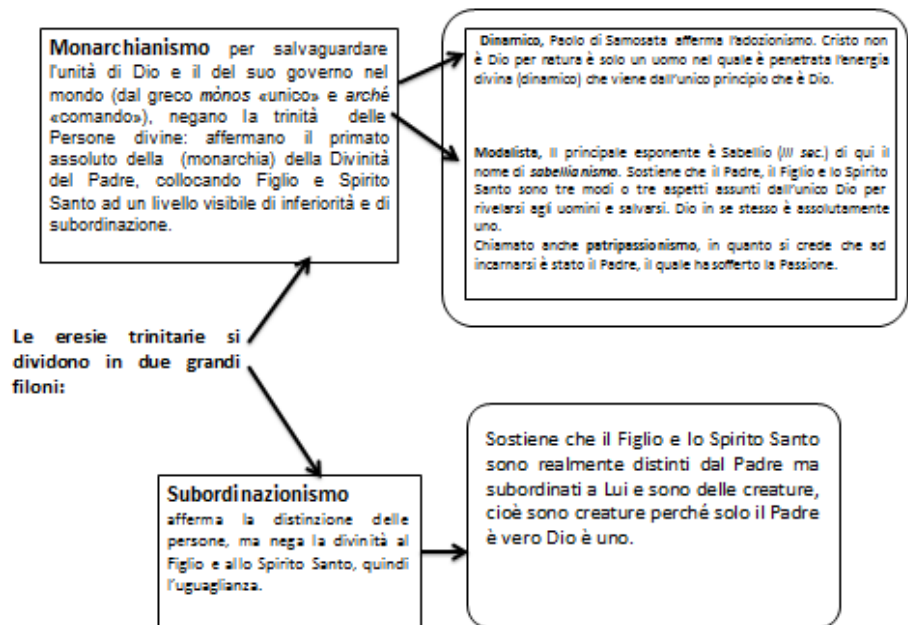 Monarchianismo per salvaguardare
l'unità di Dio e il del suo governo nel
mondo (dal greco mònos «unico» e arché
«comando»), negano la trinità delle
Persone divine: affermano il primato
assoluto della (monarchia) della Divinità
del Padre, collocando Figlio e Spirito
Santo ad un livello visibile di inferiorità e di
subordinazione.
Dinamico, Paolo di Samosata afferma l'adozionismo. Cristo non
è Dio per natura è solo un uomo nel quale è penetrata l'energia
divina (dinamico) che viene dall'unico principio che è Dio.
Modalista, Il principale esponente è Sabellio (III sec.) di qui il
nome di sabellianismo. Sostiene che il Padre, il Figlio e lo Spirito
Santo sono tre modi o tre aspetti assunti dall'unico Dio per
rivelarsi agli uomini e salvarsi. Dio in se stesso è assolutamente
uno.
Chiamato anche patripassionismo, in quanto si crede che ad
incarnarsi è stato il Padre, il quale ha sofferto la Passione.
Le eresie trinitarie si
dividono in due grandi
filoni:
Subordinazionismo
afferma la distinzione delle
persone, ma nega la divinità al
Figlio e allo Spirito Santo, quindi
l'uguaglianza.
Sostiene che il Figlio e lo Spirito Santo
sono realmente distinti dal Padre ma
subordinati a Lui e sono delle creature,
cioè sono creature perché solo il Padre
è vero Dio è uno.